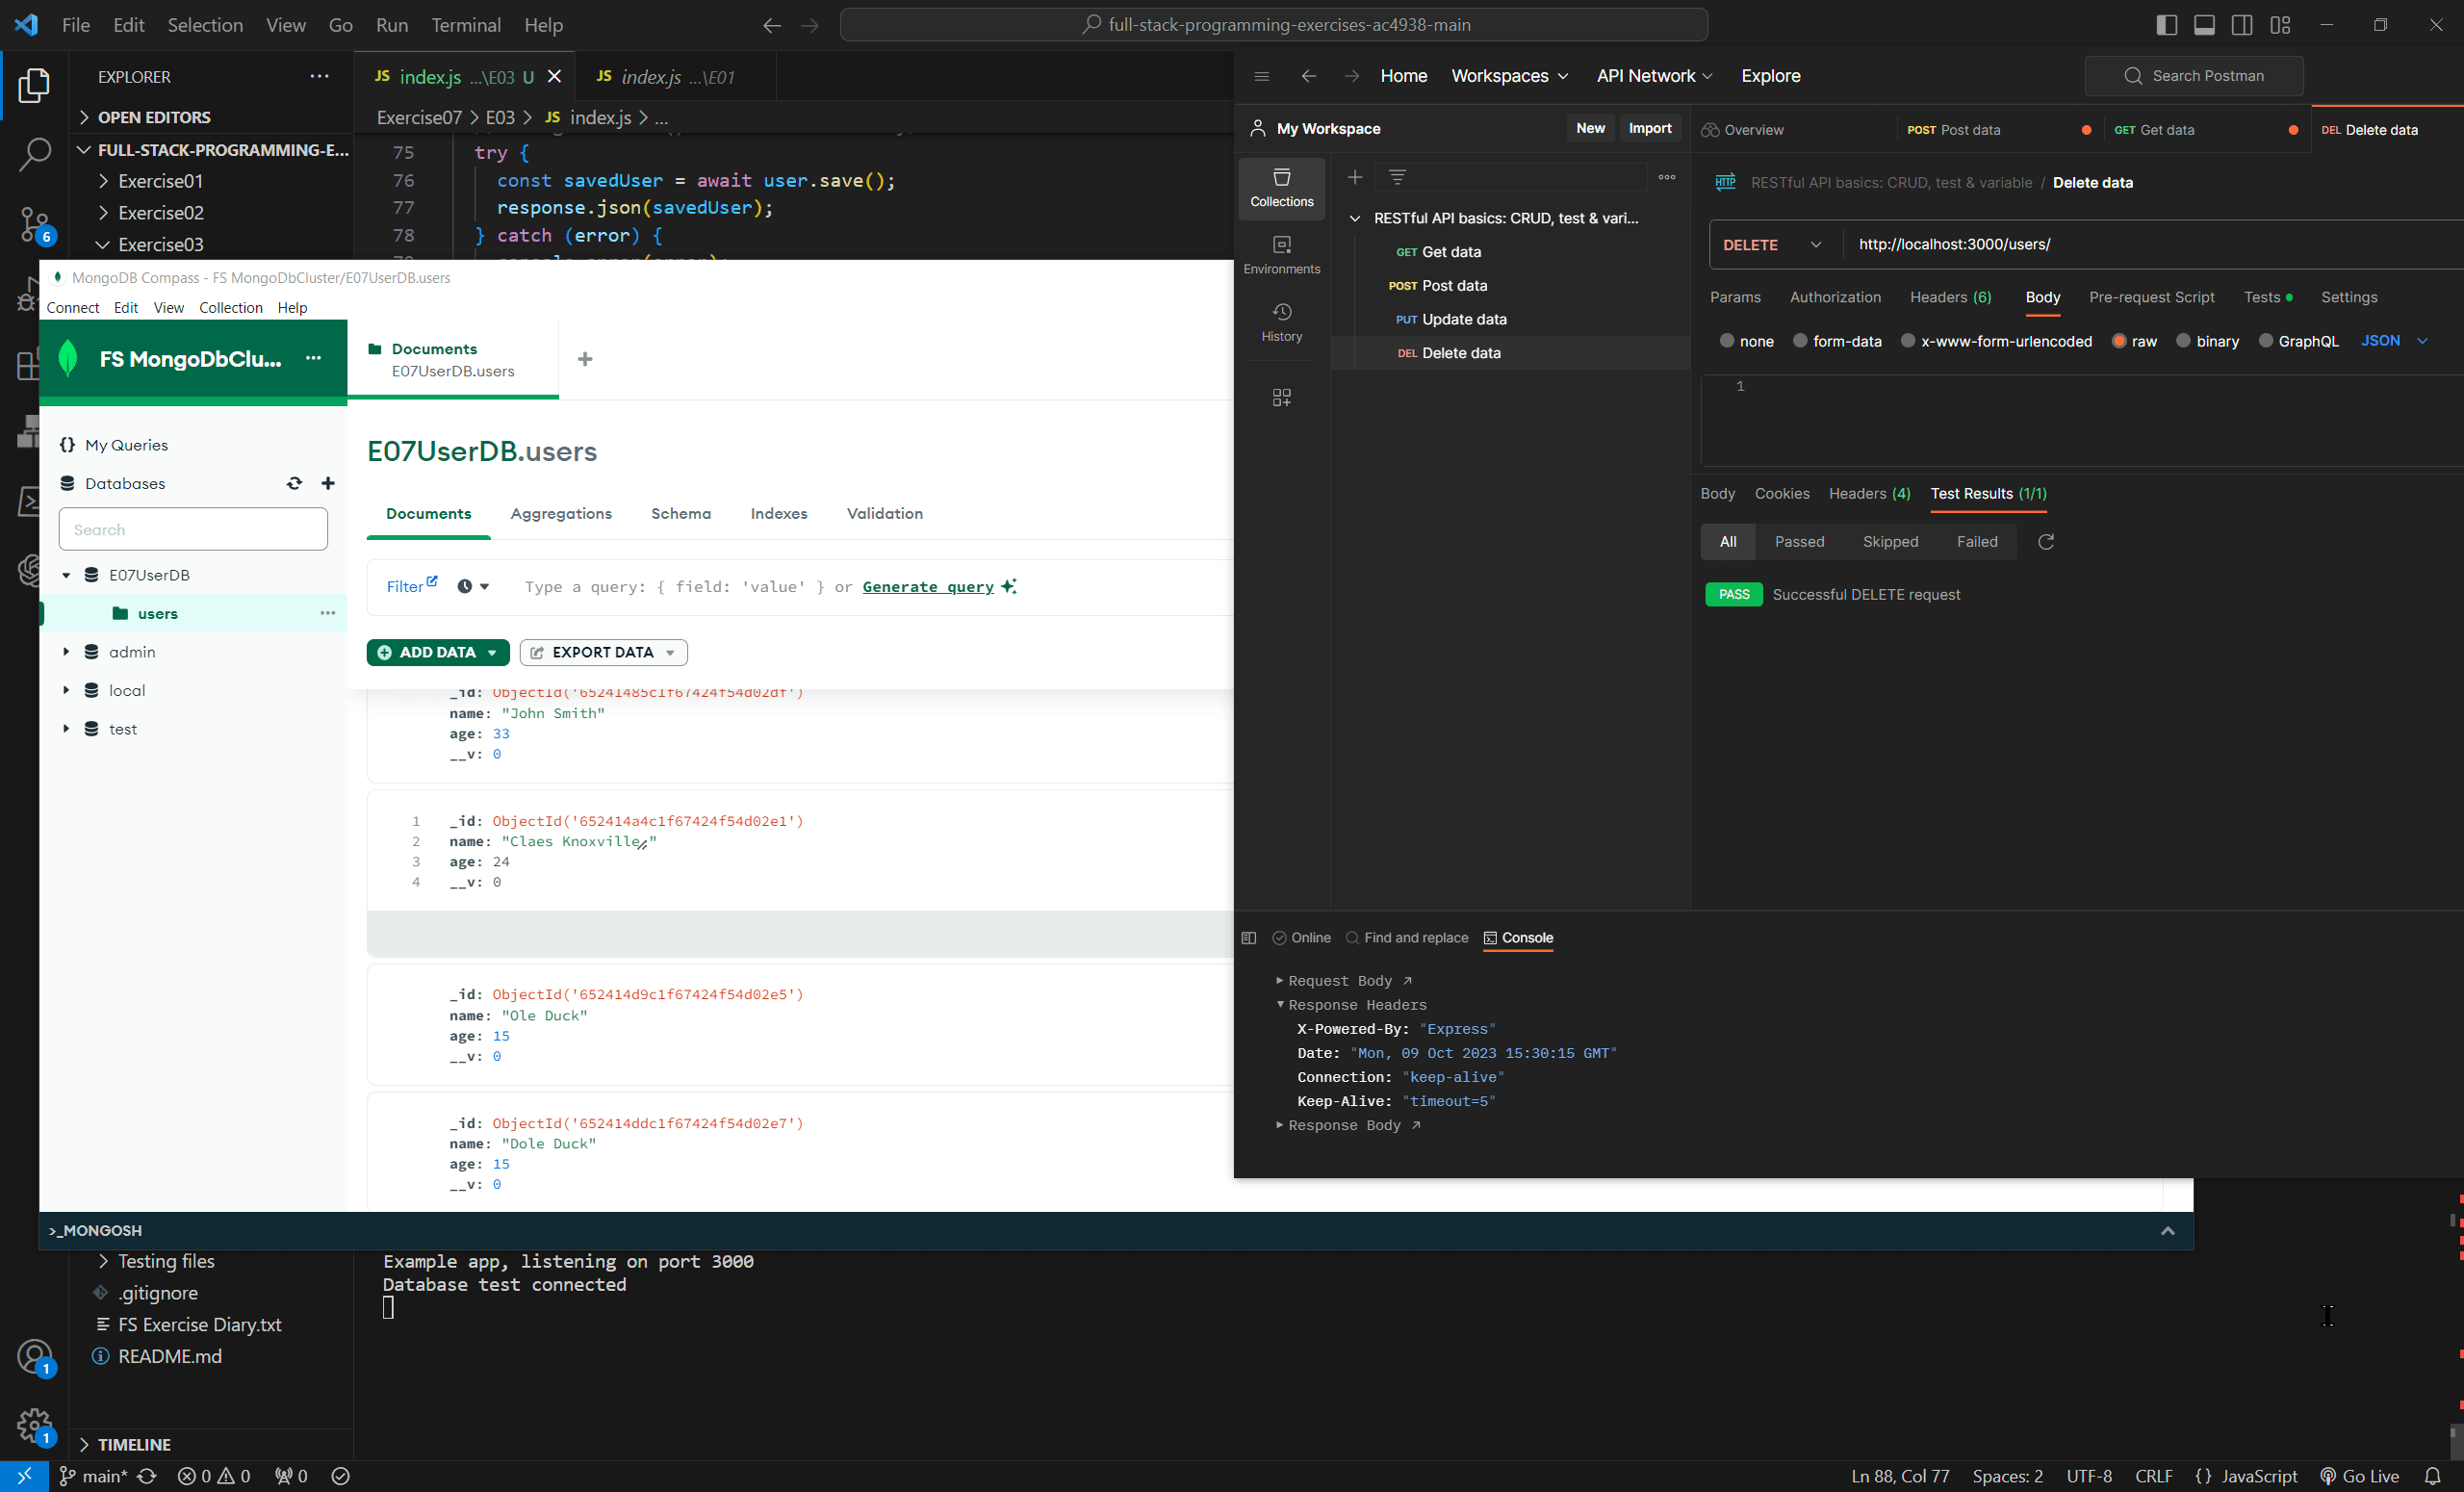 File Edit Selection View Go Run Terminal Help
full-stack-programming-exercises-ac4938-main
EXPLORER
OPEN EDITORS
FULL-STACK-PROGRAMMING-E...
Exercise01
Exercise02
Exercise03
JS index.js ...\E03 U
JS index.js ...\E01
Exercise07 > E03 > JS index.js > ...
75 try {
76 const savedUser = await user.save();
77 response.json(savedUser);
78 } catch (error) {
6
MongoDB Compass - FS MongoDbCluster/E07UserDB.users
Connect Edit View Collection Help
FS MongoDbClu... ...
Documents
E07UserDB.users
My Queries
Databases
Search
E07UserDB
users
admin
local
test
E07UserDB.users
Documents Aggregations Schema Indexes Validation
Filter Type a query: { field: 'value' } or Generate query
ADD DATA EXPORT DATA
_id: ObjectId('65241485c1f67424f54d02df')
name: "John Smith"
age: 33
__v: 0
1 _id: ObjectId('652414a4c1f67424f54d02e1')
2 name: "Claes Knoxville "
3 age: 24
4 __v: 0
_id: ObjectId('652414d9c1f67424f54d02e5')
name: "Ole Duck"
age: 15
__v: 0
_id: ObjectId('652414ddc1f67424f54d02e7')
name: "Dole Duck"
age: 15
__v: 0
>_MONGOSH
Home Workspaces API Network Explore
Search Postman
My Workspace New Import
Overview POST Post data GET Get data DEL Delete data
Collections
Environments
History
RESTful API basics: CRUD, test & vari...
GET Get data
POST Post data
PUT Update data
DEL Delete data
HTTP RESTful API basics: CRUD, test & variable / Delete data
DELETE http://localhost:3000/users/
Params Authorization Headers (6) Body Pre-request Script Tests Settings
none form-data x-www-form-urlencoded raw binary GraphQL JSON
1
Body Cookies Headers (4) Test Results (1/1)
All Passed Skipped Failed
PASS Successful DELETE request
Online Find and replace Console
Request Body
Response Headers
X-Powered-By: "Express"
Date: "Mon, 09 Oct 2023 15:30:15 GMT"
Connection: "keep-alive"
Keep-Alive: "timeout=5"
Response Body
Testing files
.gitignore
FS Exercise Diary.txt
README.md
1
1
TIMELINE
Example app, listening on port 3000
Database test connected
main* 0 0 0
Ln 88, Col 77 Spaces: 2 UTF-8 CRLF {} JavaScript Go Live